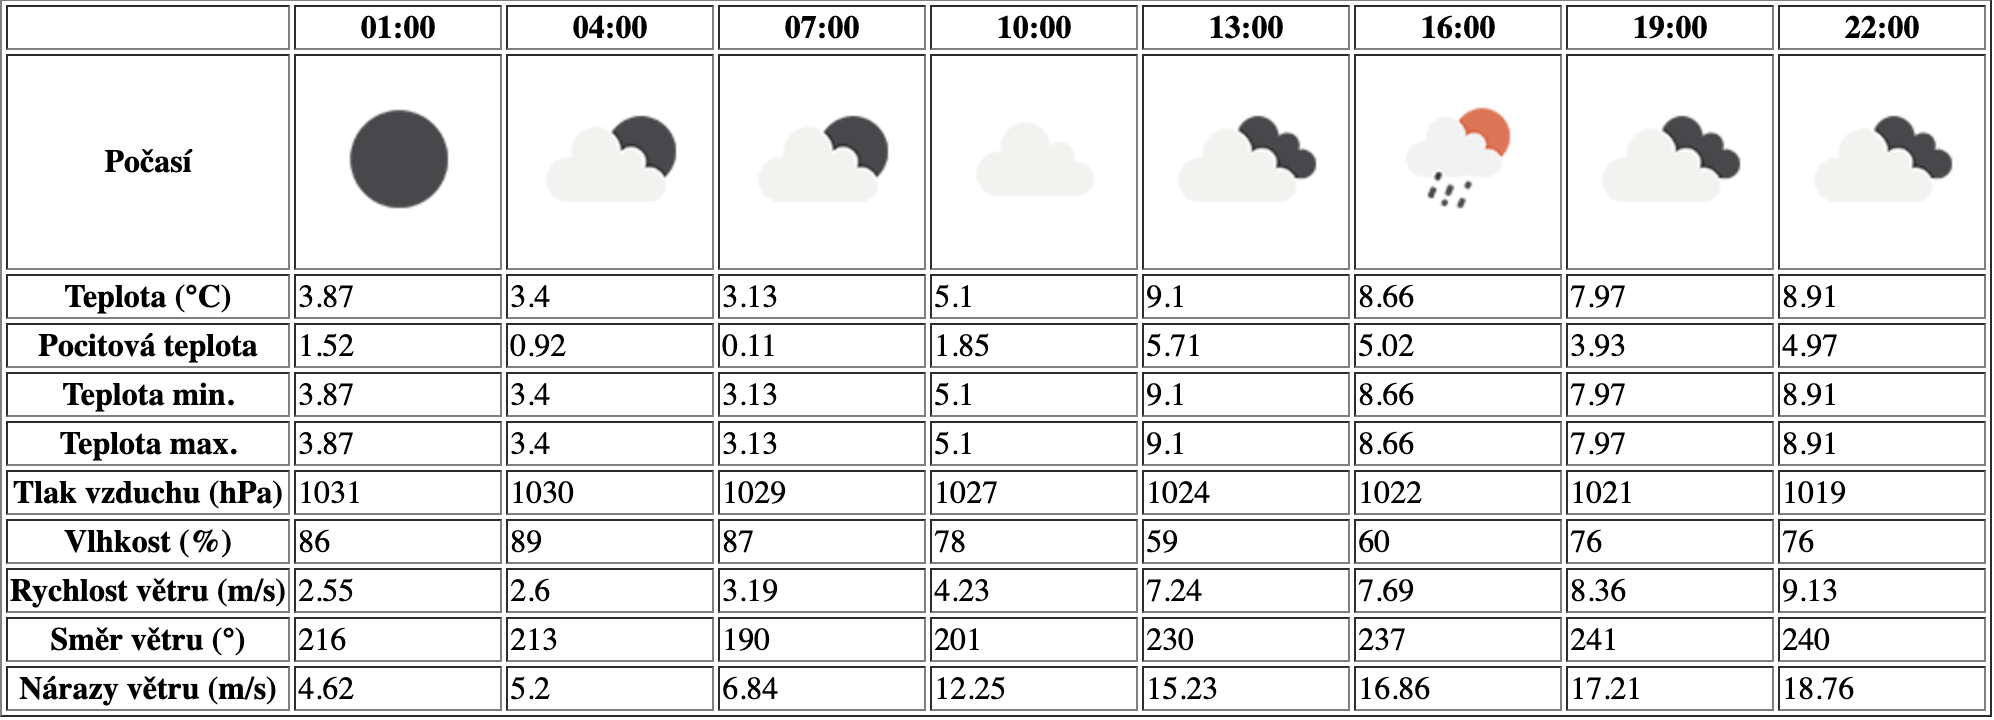 01:00 04:00 07:00 10:00 13:00 16:00 19:00 22:00
Počasí
Teplota (°C) 3.87 3.4 3.13 5.1 9.1 8.66 7.97 8.91
Pocitová teplota 1.52 0.92 0.11 1.85 5.71 5.02 3.93 4.97
Teplota min. 3.87 3.4 3.13 5.1 9.1 8.66 7.97 8.91
Teplota max. 3.87 3.4 3.13 5.1 9.1 8.66 7.97 8.91
Tlak vzduchu (hPa) 1031 1030 1029 1027 1024 1022 1021 1019
Vlhkost (%) 86 89 87 78 59 60 76 76
Rychlost větru (m/s) 2.55 2.6 3.19 4.23 7.24 7.69 8.36 9.13
Směr větru (°) 216 213 190 201 230 237 241 240
Nárazy větru (m/s) 4.62 5.2 6.84 12.25 15.23 16.86 17.21 18.76